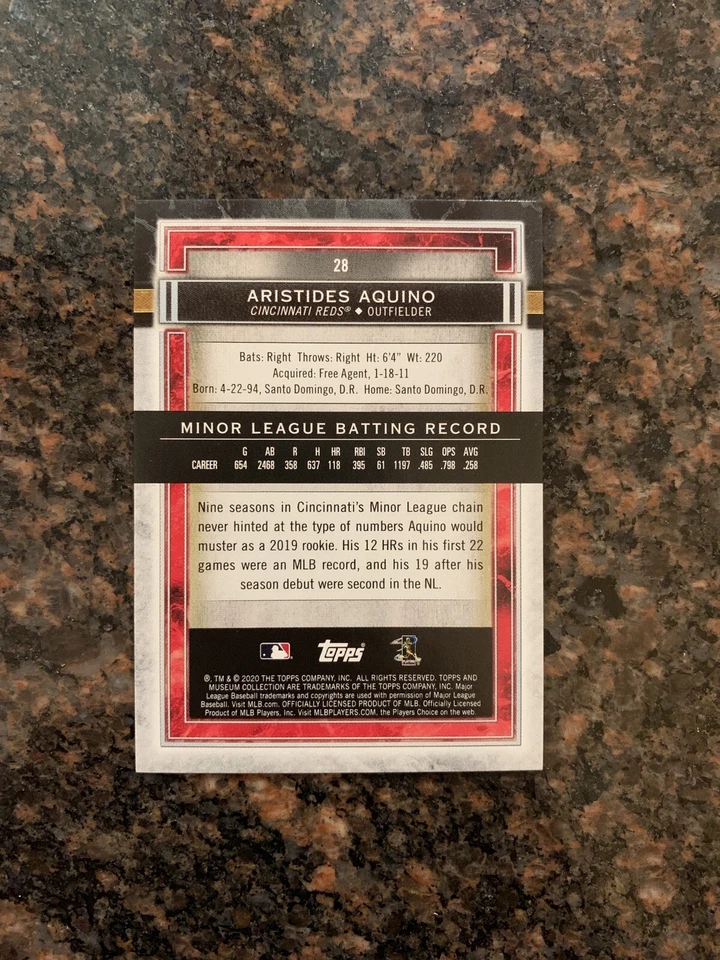 28
ARISTIDES AQUINO
CINCINNATI REDS® ◆ OUTFIELDER
Bats: Right Throws: Right Ht: 6'4" Wt: 220
Acquired: Free Agent, 1-18-11
Born: 4-22-94, Santo Domingo, D.R. Home: Santo Domingo, D.R.
MINOR LEAGUE BATTING RECORD
G AB R H HR RBI SB TB SLG OPS AVG
CAREER 654 2468 358 637 118 395 61 1197 .485 .798 .258
Nine seasons in Cincinnati's Minor League chain
never hinted at the type of numbers Aquino would
muster as a 2019 rookie. His 12 HRs in his first 22
games were an MLB record, and his 19 after his
season debut were second in the NL.
Topps
®, TM & © 2020 THE TOPPS COMPANY, INC. ALL RIGHTS RESERVED. TOPPS AND
MUSEUM COLLECTION ARE TRADEMARKS OF THE TOPPS COMPANY, INC. Major
League Baseball trademarks and copyrights are used with permission of Major League
Baseball. Visit MLB.com. OFFICIALLY LICENSED PRODUCT OF MLB. Officially Licensed
Product of MLB Players, Inc. Visit MLBPLAYERS.COM, the Players Choice on the web.